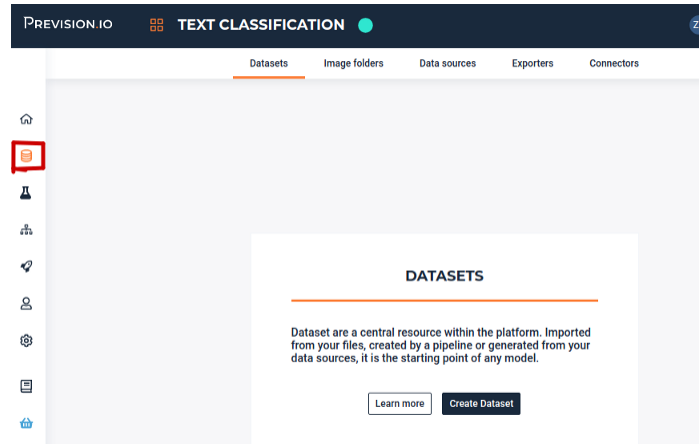 PREVISION.IO TEXT CLASSIFICATION Z
Datasets Image folders Data sources Exporters Connectors
DATASETS
Dataset are a central resource within the platform. Imported
from your files, created by a pipeline or generated from your
data sources, it is the starting point of any model.
Learn more Create Dataset